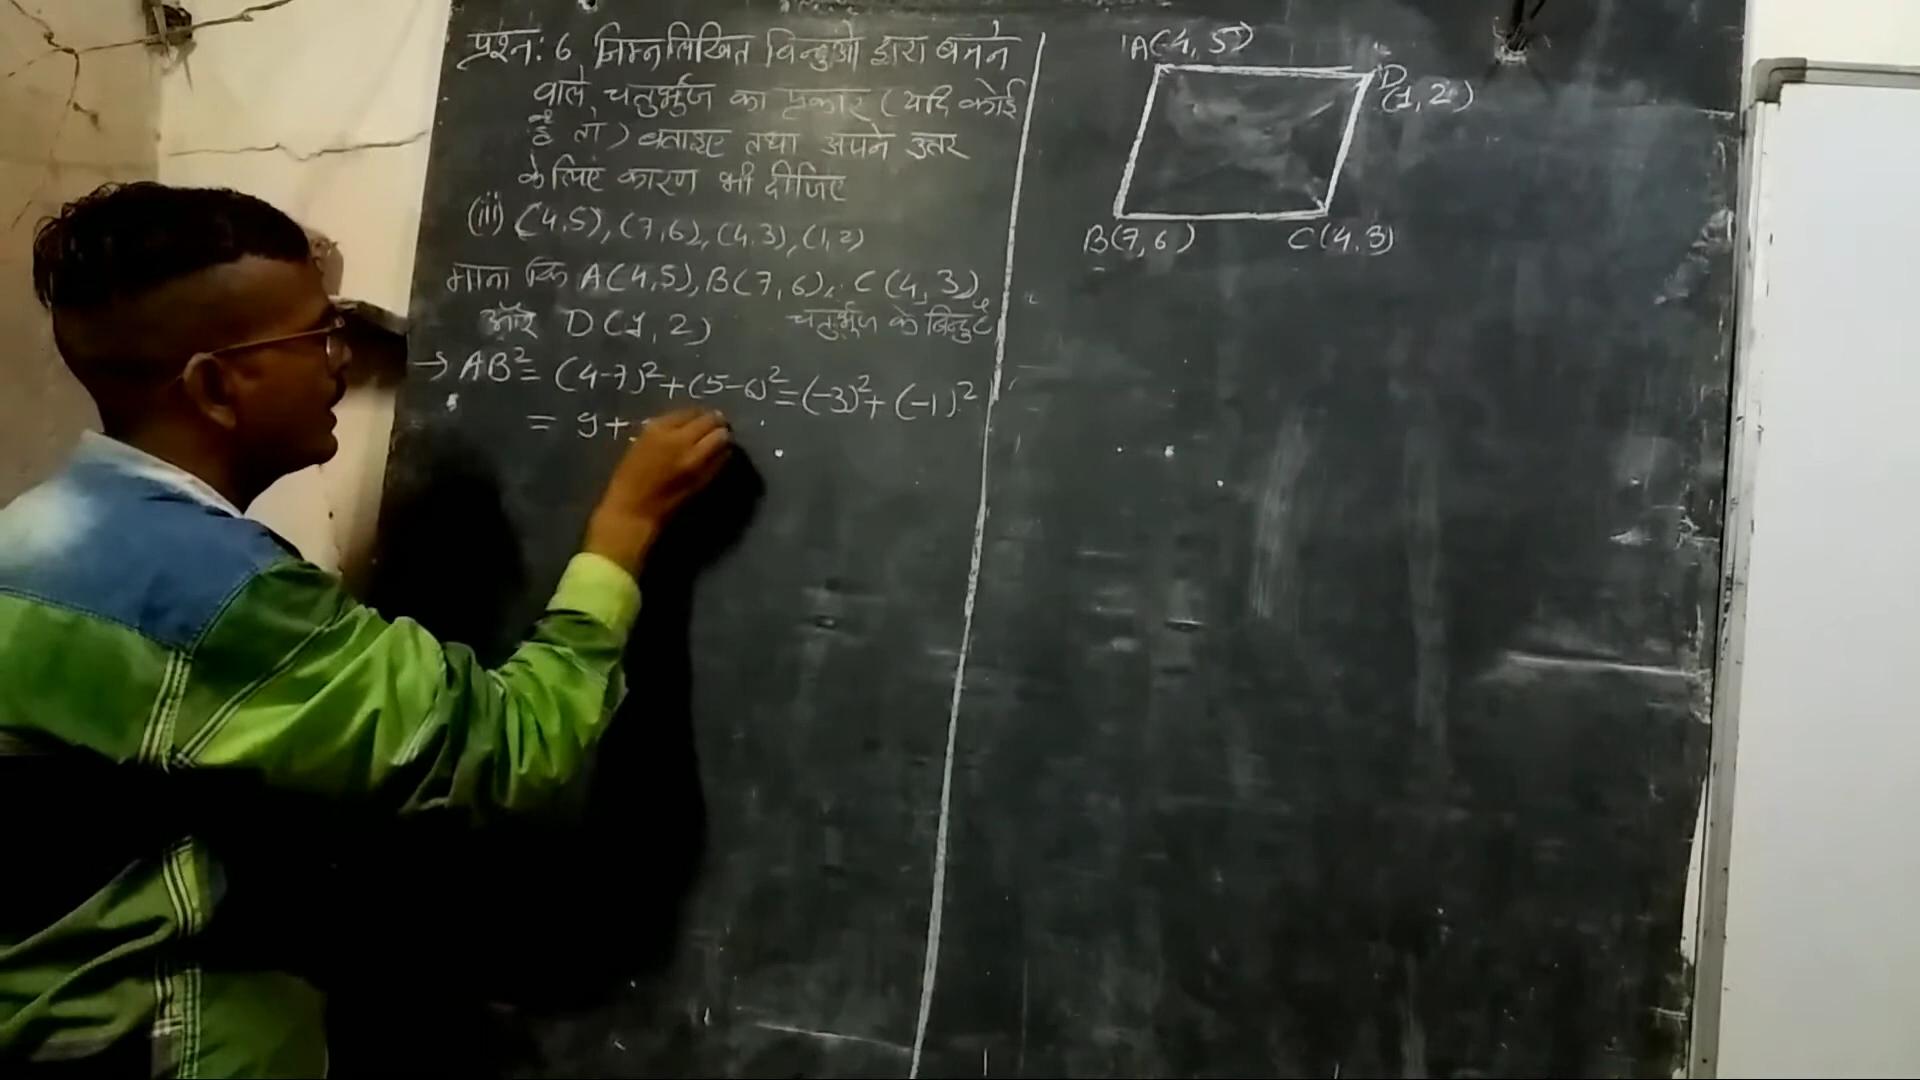 प्रश्न: 6 निम्नलिखित बिन्दुओं द्वारा बनने
वाले चतुर्भुज का प्रकार (यदि कोई
है तो) बताइए तथा अपने उत्तर
के लिए कारण भी दीजिए
(iii) (4,5), (7,6), (4,3), (1,2)
माना कि A(4,5), B(7,6), C(4,3)
और D(1,2) चतुर्भुज के बिन्दु है
→ AB² = (4-7)² + (5-6)² = (-3)² + (-1)²
= 9+
A(4,5)
D
(1,2)
B(7,6) C(4,3)